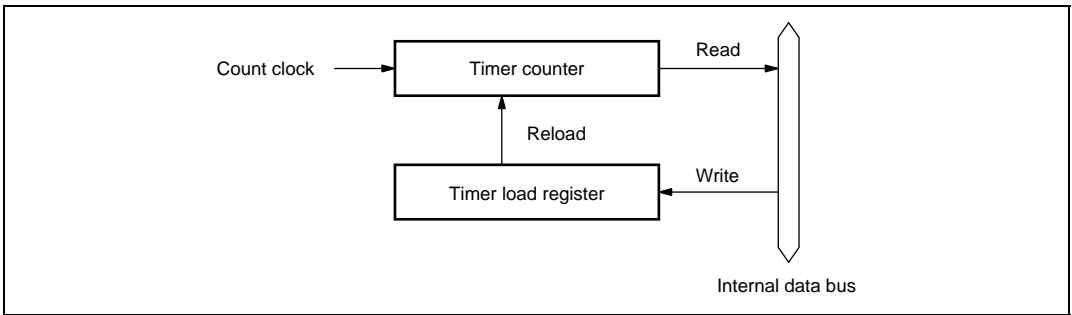 Read
Count clock
Timer counter
Reload
Write
Timer load register
Internal data bus